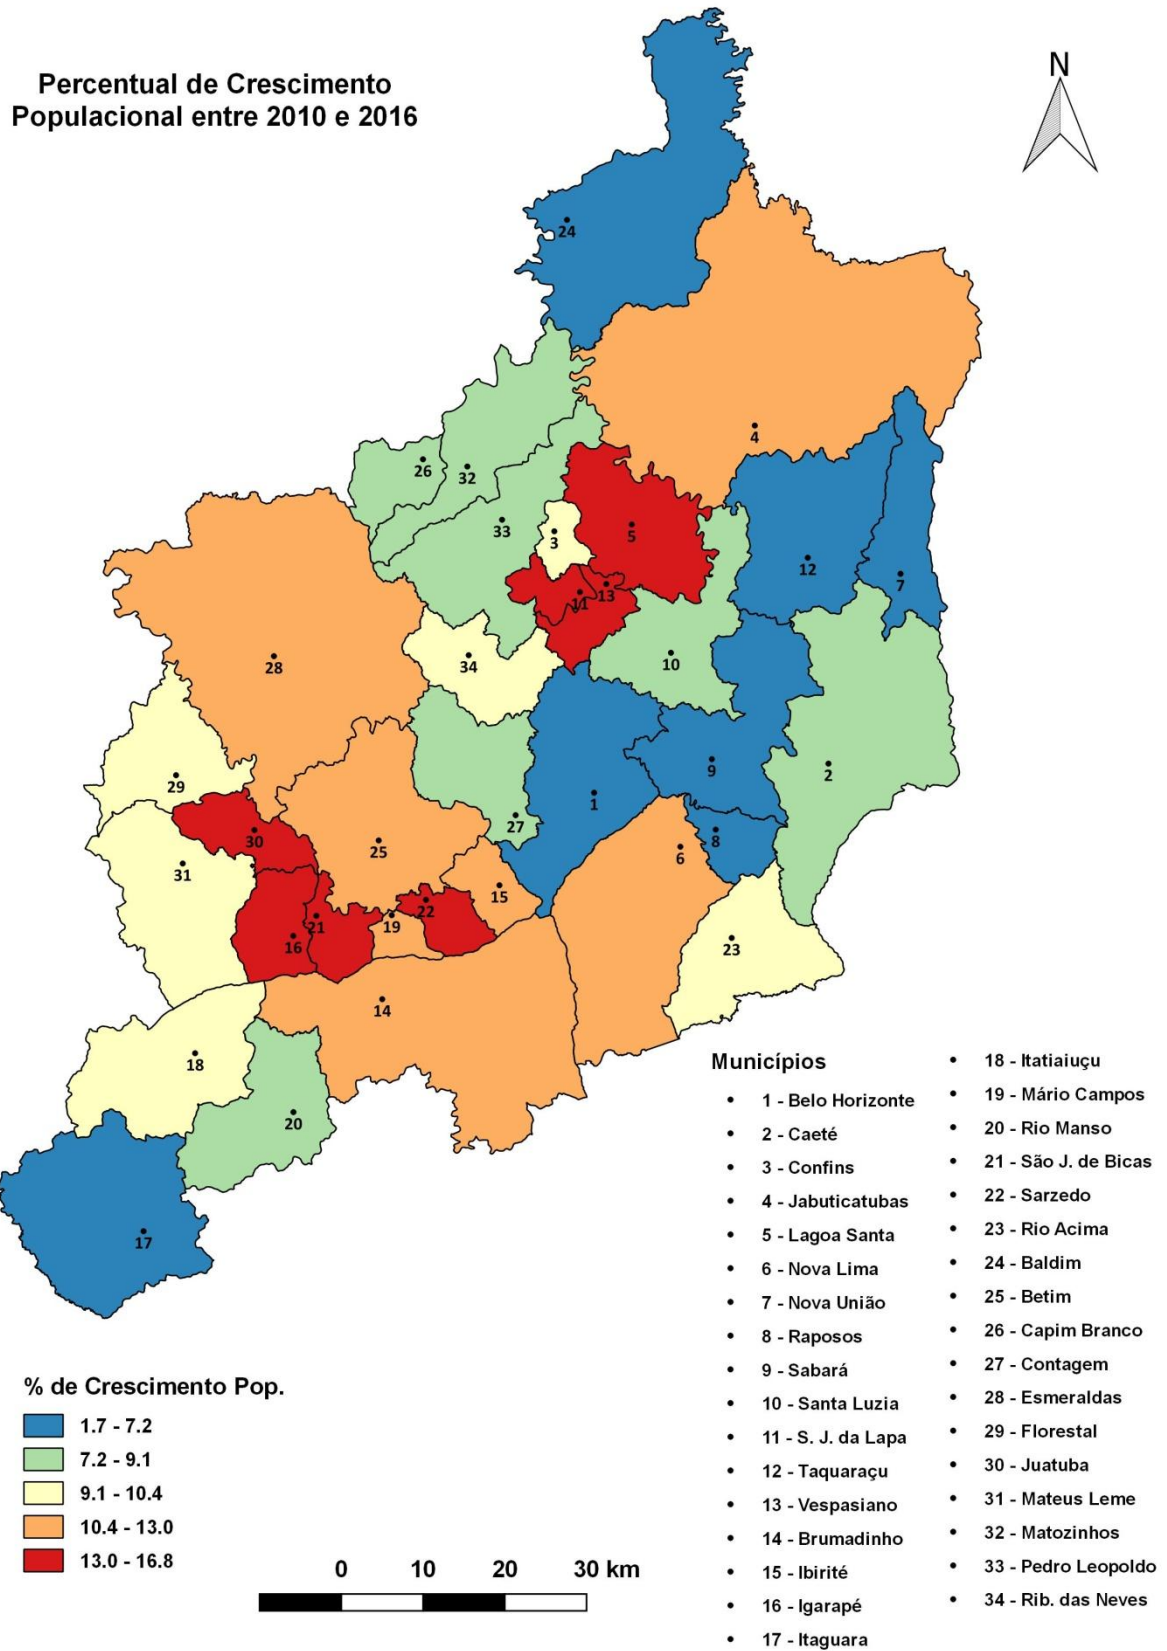 Percentual de Crescimento
Populacional entre 2010 e 2016
N
24
4
26
32
33
3
5
12
7
11
13
34
10
28
29
9
2
1
27
30
25
6
8
31
15
22
21
19
16
23
14
18
20
17
Municípios
1 - Belo Horizonte
2 - Caeté
3 - Confins
4 - Jabuticatubas
5 - Lagoa Santa
6 - Nova Lima
7 - Nova União
8 - Raposos
9 - Sabará
10 - Santa Luzia
11 - S. J. da Lapa
12 - Taquaraçu
13 - Vespasiano
14 - Brumadinho
15 - Ibirité
16 - Igarapé
17 - Itaguara
18 - Itatiaiuçu
19 - Mário Campos
20 - Rio Manso
21 - São J. de Bicas
22 - Sarzedo
23 - Rio Acima
24 - Baldim
25 - Betim
26 - Capim Branco
27 - Contagem
28 - Esmeraldas
29 - Florestal
30 - Juatuba
31 - Mateus Leme
32 - Matozinhos
33 - Pedro Leopoldo
34 - Rib. das Neves
% de Crescimento Pop.
1.7 - 7.2
7.2 - 9.1
9.1 - 10.4
10.4 - 13.0
13.0 - 16.8
0 10 20 30 km